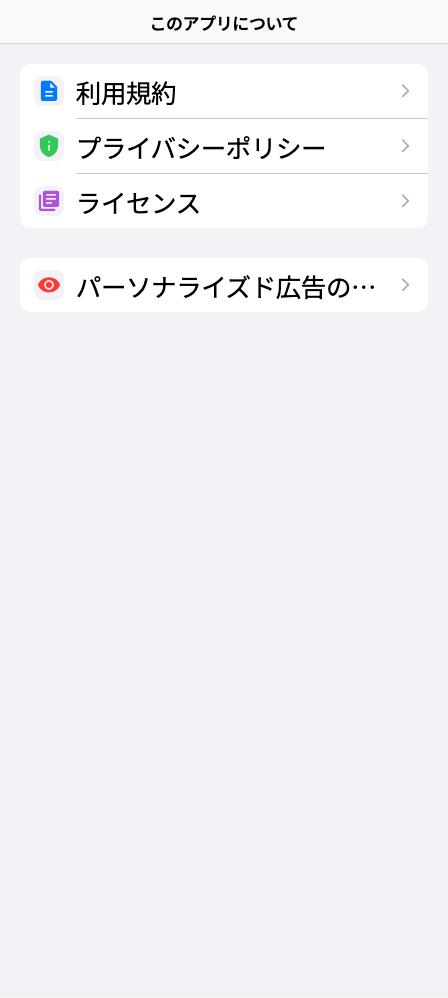 このアプリについて
利用規約
プライバシーポリシー
ライセンス
パーソナライズド広告の…